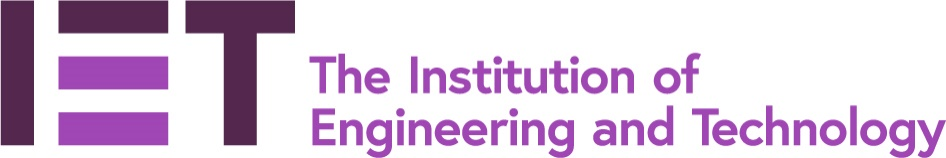 IET
The Institution of
Engineering and Technology